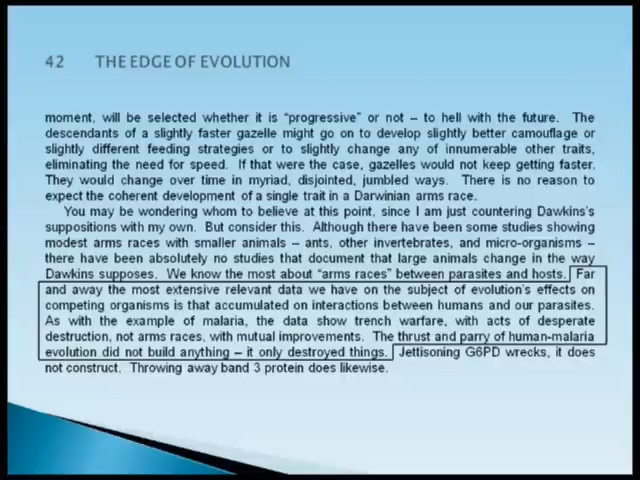 42 THE EDGE OF EVOLUTION
moment, will be selected whether it is “progressive” or not – to hell with the future. The
descendants of a slightly faster gazelle might go on to develop slightly better camouflage or
slightly different feeding strategies or to slightly change any of innumerable other traits,
eliminating the need for speed. If that were the case, gazelles would not keep getting faster.
They would change over time in myriad, disjointed, jumbled ways. There is no reason to
expect the coherent development of a single trait in a Darwinian arms race.
You may be wondering whom to believe at this point, since I am just countering Dawkins's
suppositions with my own. But consider this. Although there have been some studies showing
modest arms races with smaller animals – ants, other invertebrates, and micro-organisms –
there have been absolutely no studies that document that large animals change in the way
Dawkins supposes. We know the most about “arms races” between parasites and hosts. Far
and away the most extensive relevant data we have on the subject of evolution's effects on
competing organisms is that accumulated on interactions between humans and our parasites.
As with the example of malaria, the data show trench warfare, with acts of desperate
destruction, not arms races, with mutual improvements. The thrust and parry of human-malaria
evolution did not build anything – it only destroyed things. Jettisoning G6PD wrecks, it does
not construct. Throwing away band 3 protein does likewise.